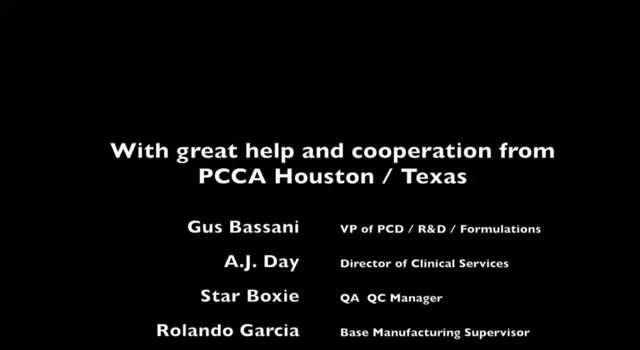 With great help and cooperation from
PCCA Houston / Texas
Gus Bassani VP of PCD / R&D / Formulations
A.J. Day Director of Clinical Services
Star Boxie QA QC Manager
Rolando Garcia Base Manufacturing Supervisor